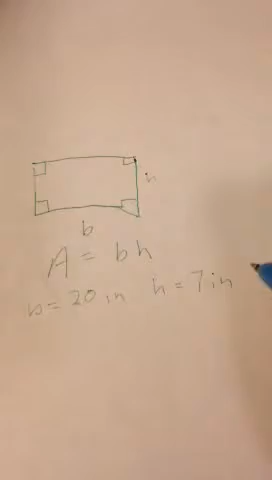 h
b
A = bh
b = 20 in h = 7 in